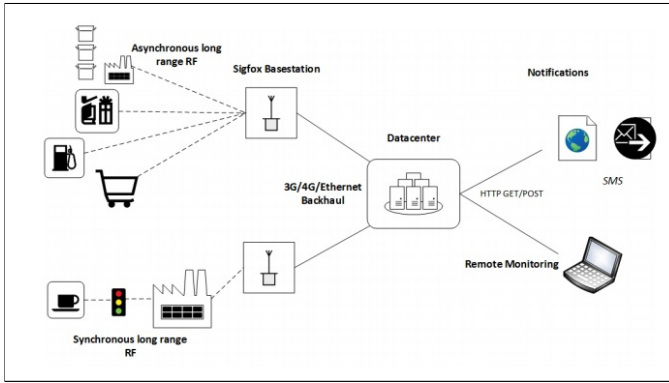 Asynchronous long
range RF
Sigfox Basestation
Notifications
Datacenter
SMS
3G/4G/Ethernet
Backhaul
HTTP GET/POST
Remote Monitoring
Synchronous long range
RF